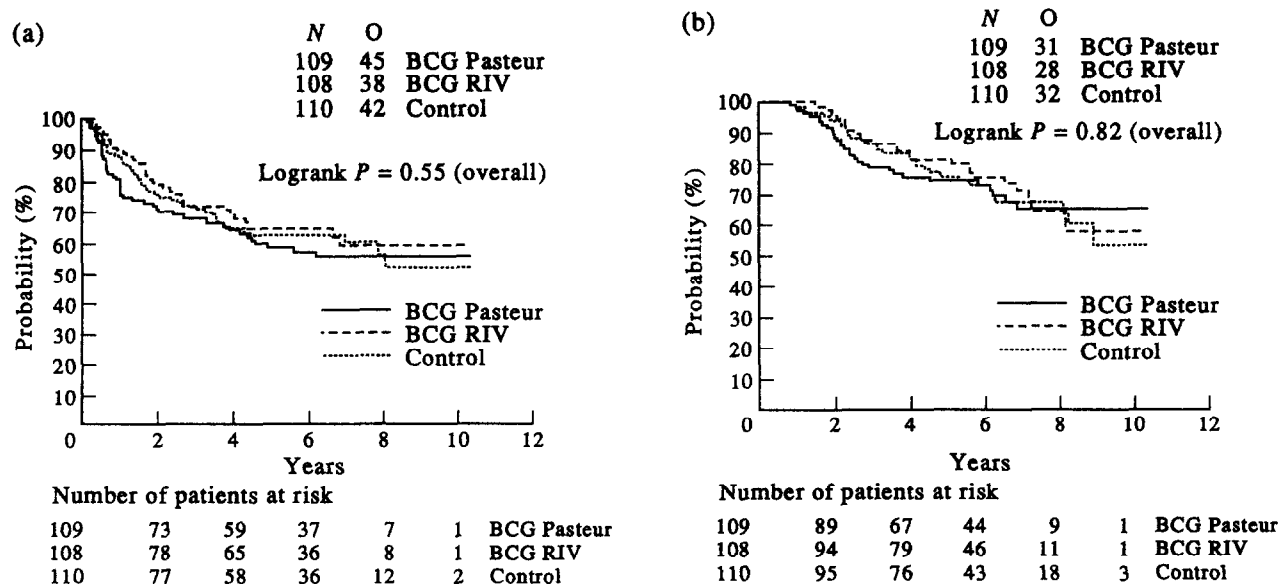 (a)
N O
109 45 BCG Pasteur
108 38 BCG RIV
110 42 Control
Logrank P = 0.55 (overall)
Probability (%)
100
90
80
70
60
50
40
30
20
10
BCG Pasteur
BCG RIV
Control
0 2 4 6 8 10 12
Years
Number of patients at risk
109 73 59 37 7 1 BCG Pasteur
108 78 65 36 8 1 BCG RIV
110 77 58 36 12 2 Control
(b)
N O
109 31 BCG Pasteur
108 28 BCG RIV
110 32 Control
Logrank P = 0.82 (overall)
Probability (%)
100
90
80
70
60
50
40
30
20
10
BCG Pasteur
BCG RIV
Control
0 2 4 6 8 10 12
Years
Number of patients at risk
109 89 67 44 9 1 BCG Pasteur
108 94 79 46 11 1 BCG RIV
110 95 76 43 18 3 Control